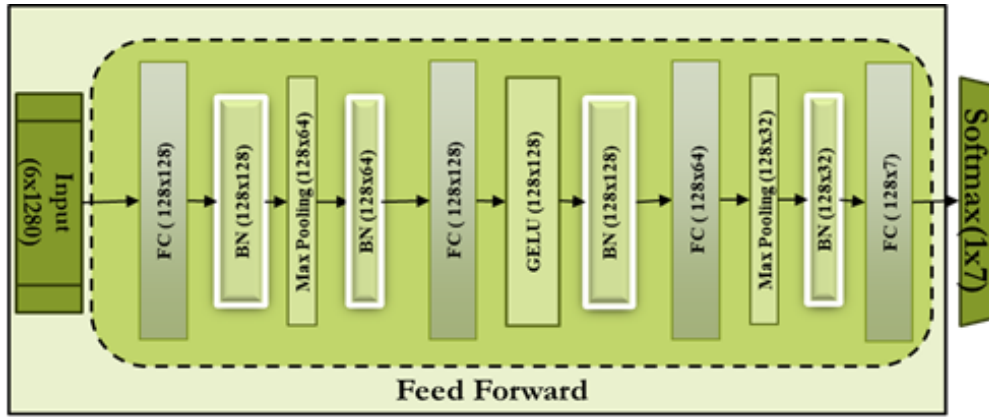 Input
(6x1280)
FC ( 128x128)
BN (128x128)
Max Pooling (128x64)
BN (128x64)
FC ( 128x128)
GELU (128x128)
BN (128x128)
FC ( 128x64)
Max Pooling (128x32)
BN (128x32)
FC ( 128x7)
Softmax(1x7)
Feed Forward